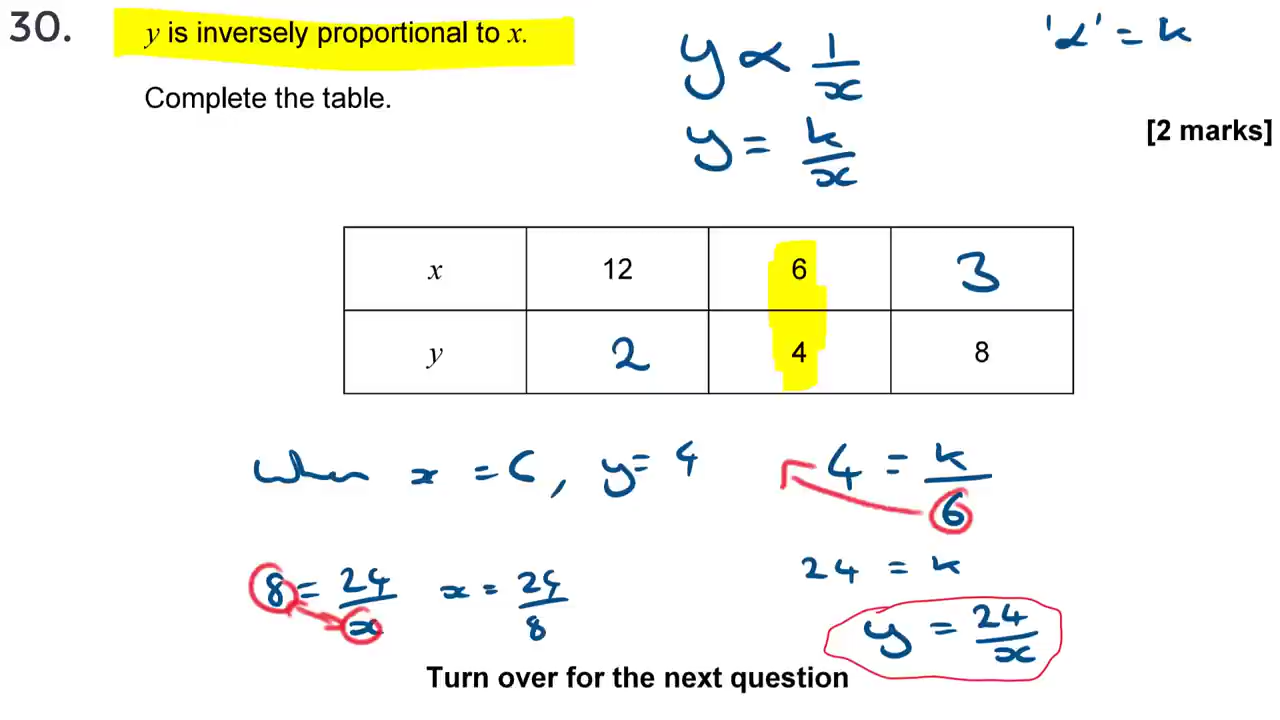 30. y is inversely proportional to x.
Complete the table.
y ∝ 1/x
'∝' = k
y = k/x
[2 marks]
x 12 6 3
y 2 4 8
When x = 6, y = 4
4 = k/6
24 = k
8 = 24/x x = 24/8
y = 24/x
Turn over for the next question